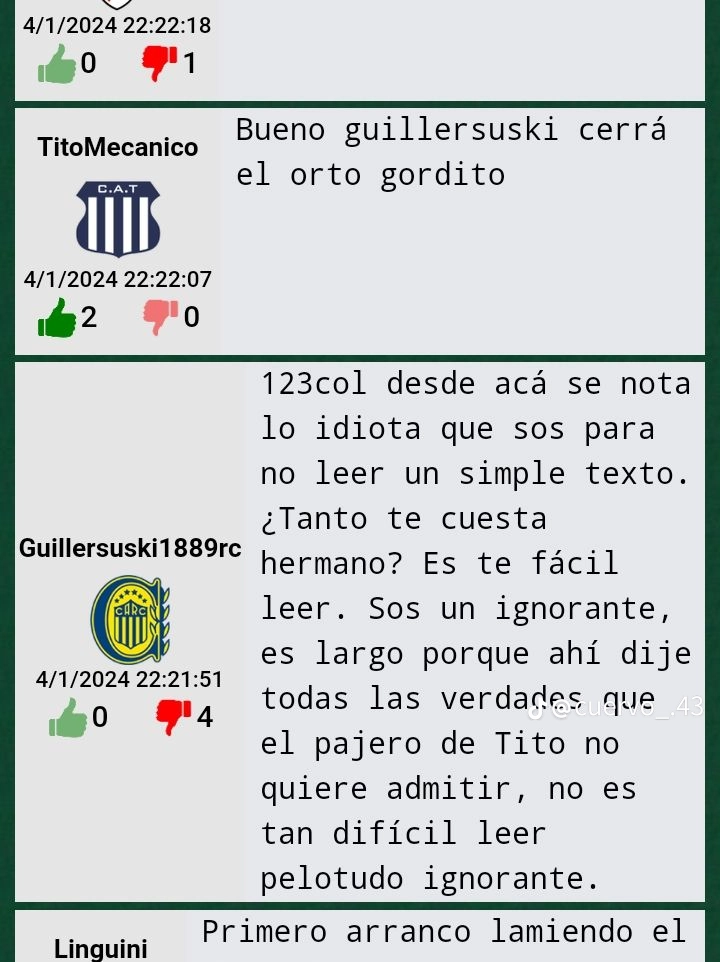 4/1/2024 22:22:18
0 1
TitoMecanico
C.A.T
4/1/2024 22:22:07
2 0
Bueno guillersuski cerrá
el orto gordito
Guillersuski1889rc
CARC
4/1/2024 22:21:51
0 4
123col desde acá se nota
lo idiota que sos para
no leer un simple texto.
¿Tanto te cuesta
hermano? Es te fácil
leer. Sos un ignorante,
es largo porque ahí dije
todas las verdades que
el pajero de Tito no
quiere admitir, no es
tan difícil leer
pelotudo ignorante.
@cuervo_.43
Linguini
Primero arranco lamiendo el